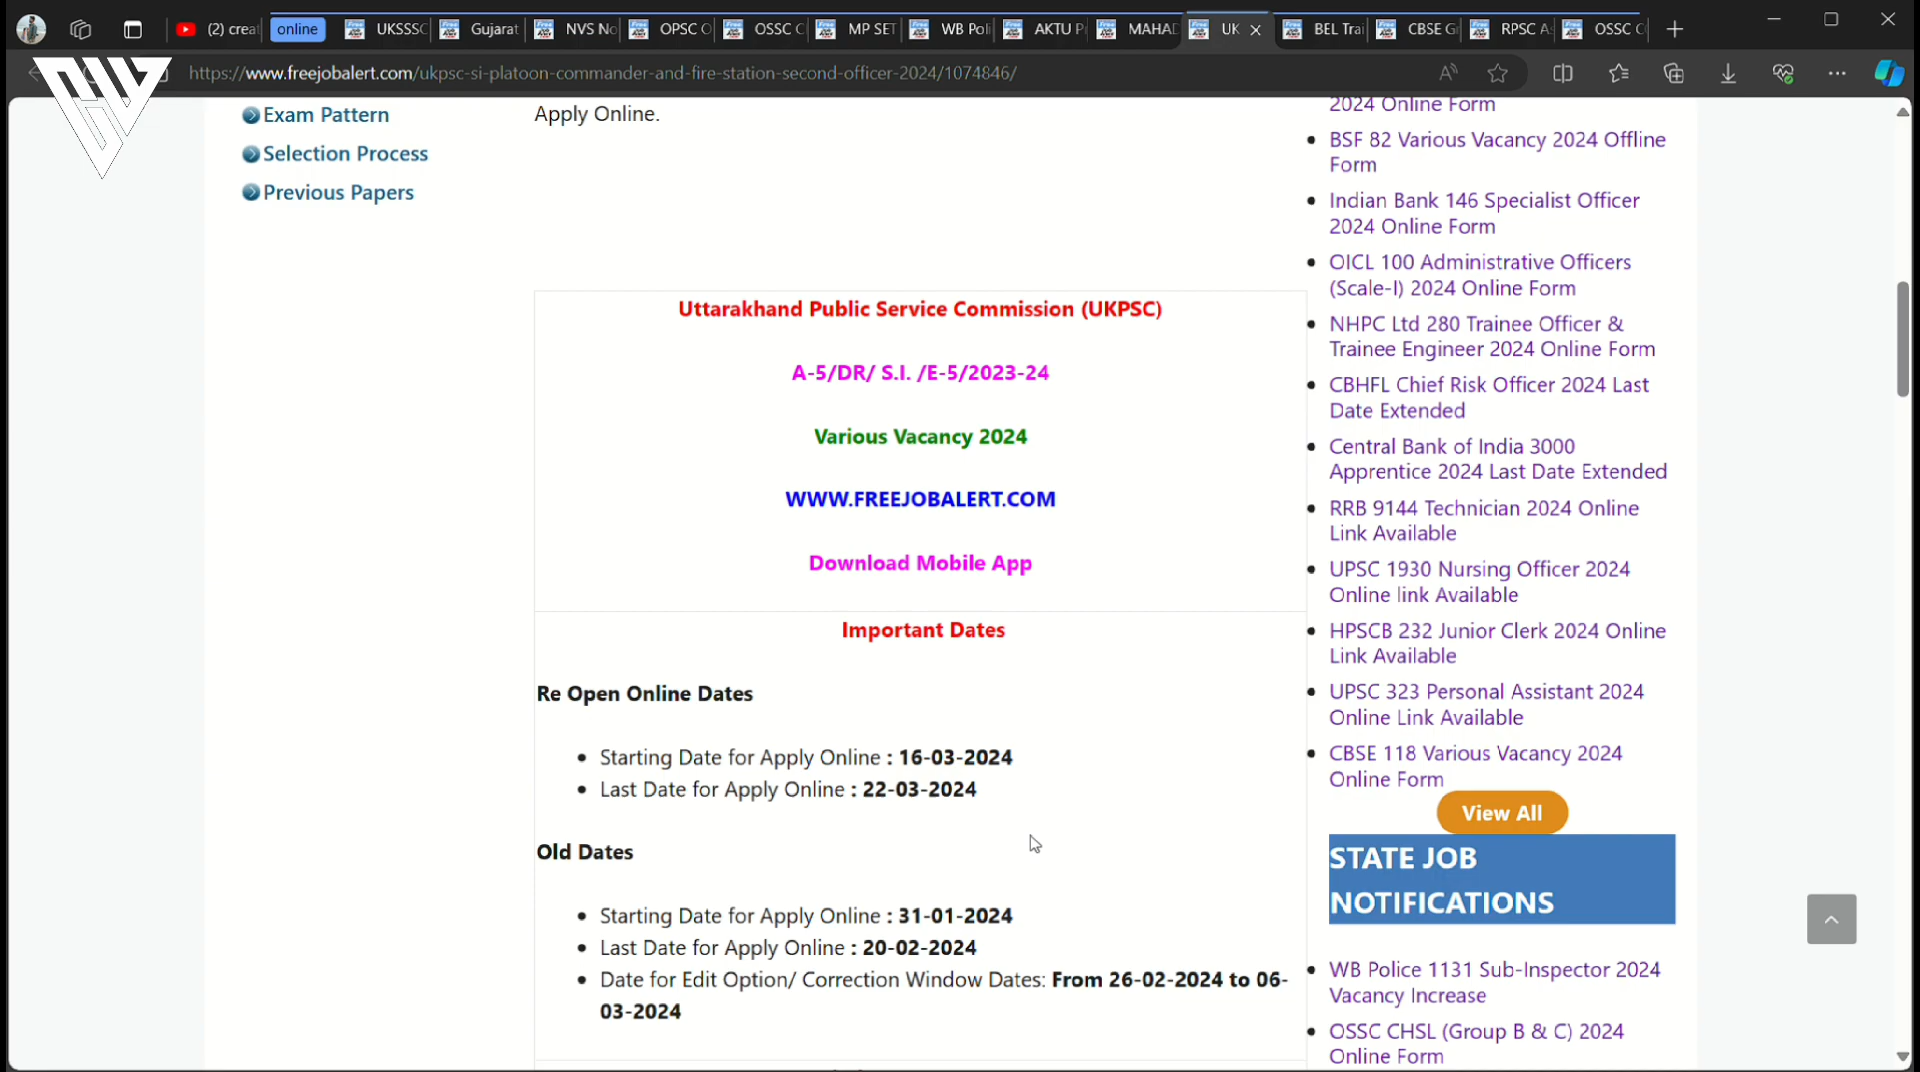 (2) creat
online
UKSSSC
Gujarat
NVS No
OPSC O
OSSC C
MP SET
WB Poli
AKTU P
MAHAD
UK
BEL Trai
CBSE G
RPSC A
OSSC C
https://www.freejobalert.com/ukpsc-si-platoon-commander-and-fire-station-second-officer-2024/1074846/
Exam Pattern
Selection Process
Previous Papers
Apply Online.
Uttarakhand Public Service Commission (UKPSC)
A-5/DR/ S.I. /E-5/2023-24
Various Vacancy 2024
WWW.FREEJOBALERT.COM
Download Mobile App
Important Dates
Re Open Online Dates
Starting Date for Apply Online : 16-03-2024
Last Date for Apply Online : 22-03-2024
Old Dates
Starting Date for Apply Online : 31-01-2024
Last Date for Apply Online : 20-02-2024
Date for Edit Option/ Correction Window Dates: From 26-02-2024 to 06-
03-2024
2024 Online Form
BSF 82 Various Vacancy 2024 Offline
Form
Indian Bank 146 Specialist Officer
2024 Online Form
OICL 100 Administrative Officers
(Scale-I) 2024 Online Form
NHPC Ltd 280 Trainee Officer &
Trainee Engineer 2024 Online Form
CBHFL Chief Risk Officer 2024 Last
Date Extended
Central Bank of India 3000
Apprentice 2024 Last Date Extended
RRB 9144 Technician 2024 Online
Link Available
UPSC 1930 Nursing Officer 2024
Online link Available
HPSCB 232 Junior Clerk 2024 Online
Link Available
UPSC 323 Personal Assistant 2024
Online Link Available
CBSE 118 Various Vacancy 2024
Online Form
View All
STATE JOB
NOTIFICATIONS
WB Police 1131 Sub-Inspector 2024
Vacancy Increase
OSSC CHSL (Group B & C) 2024
Online Form